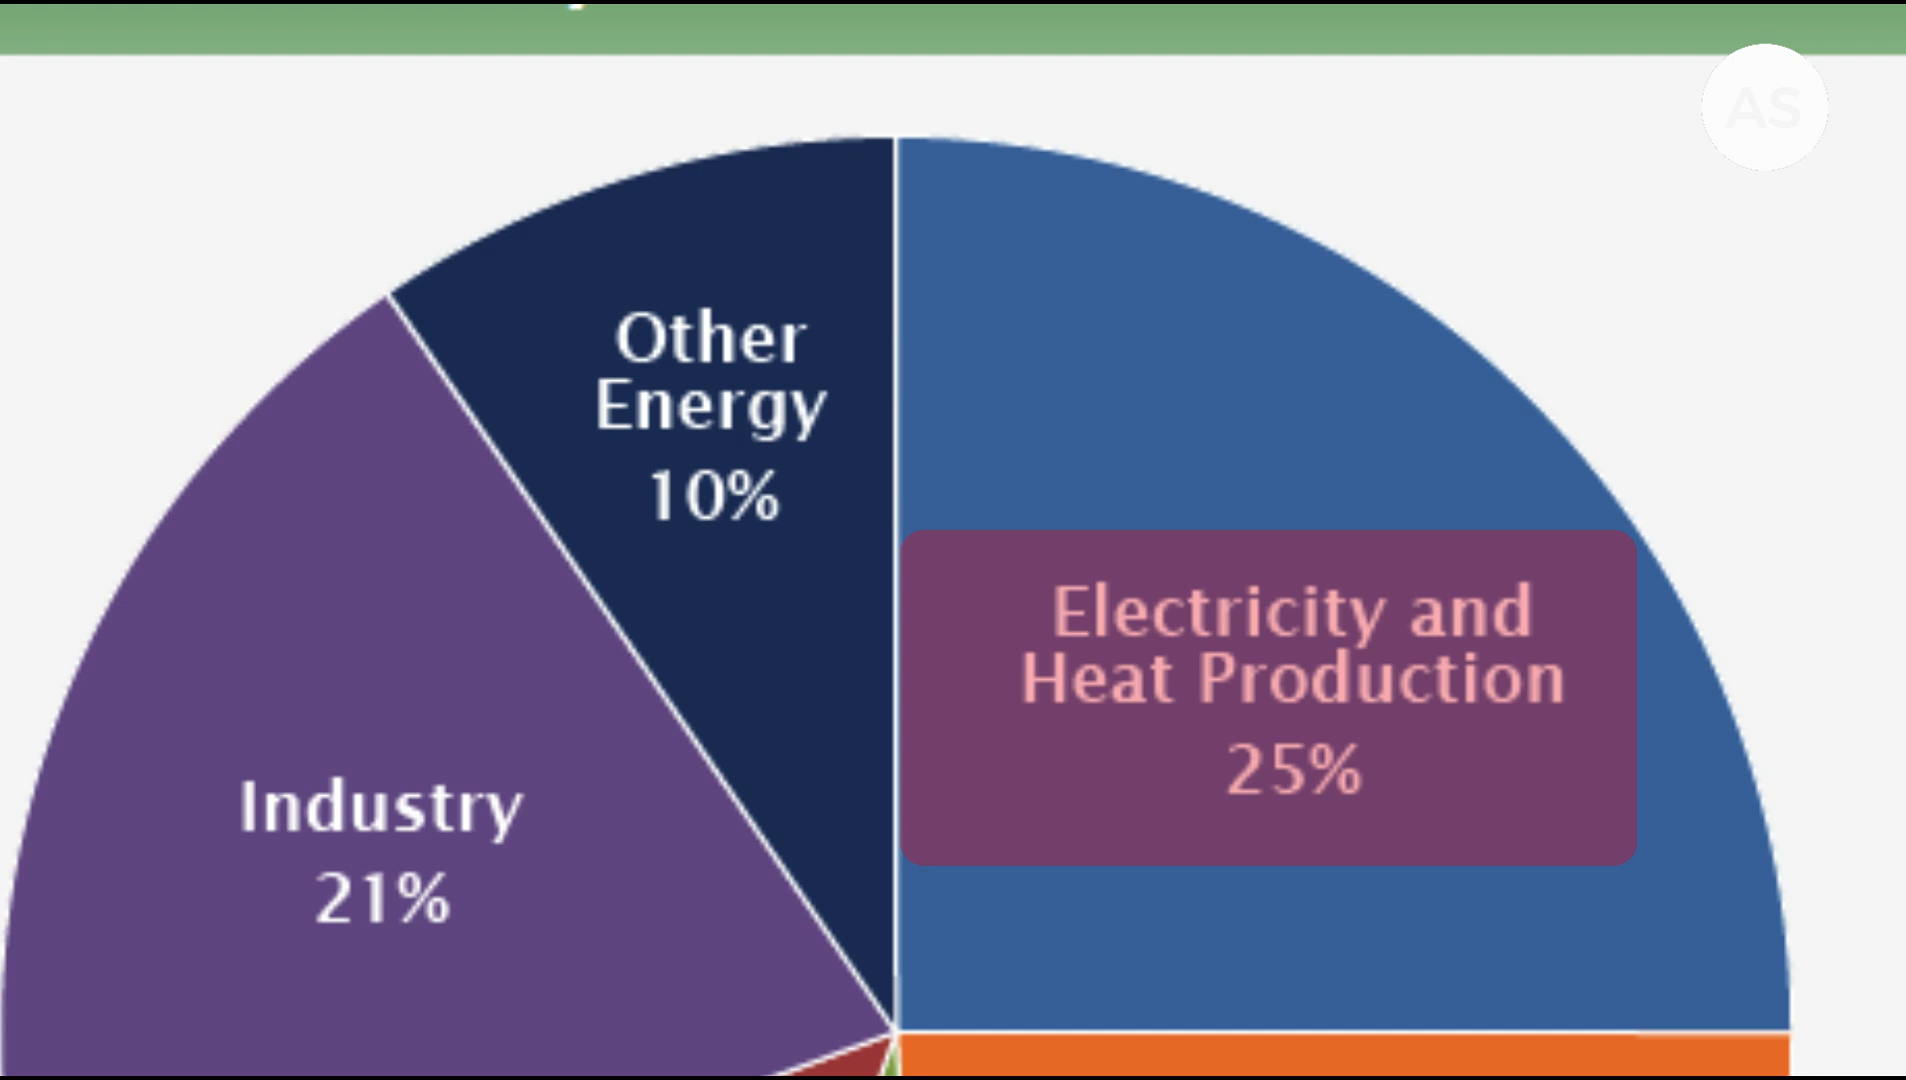 AS
Other
Energy
10%
Electricity and
Heat Production
25%
Industry
21%